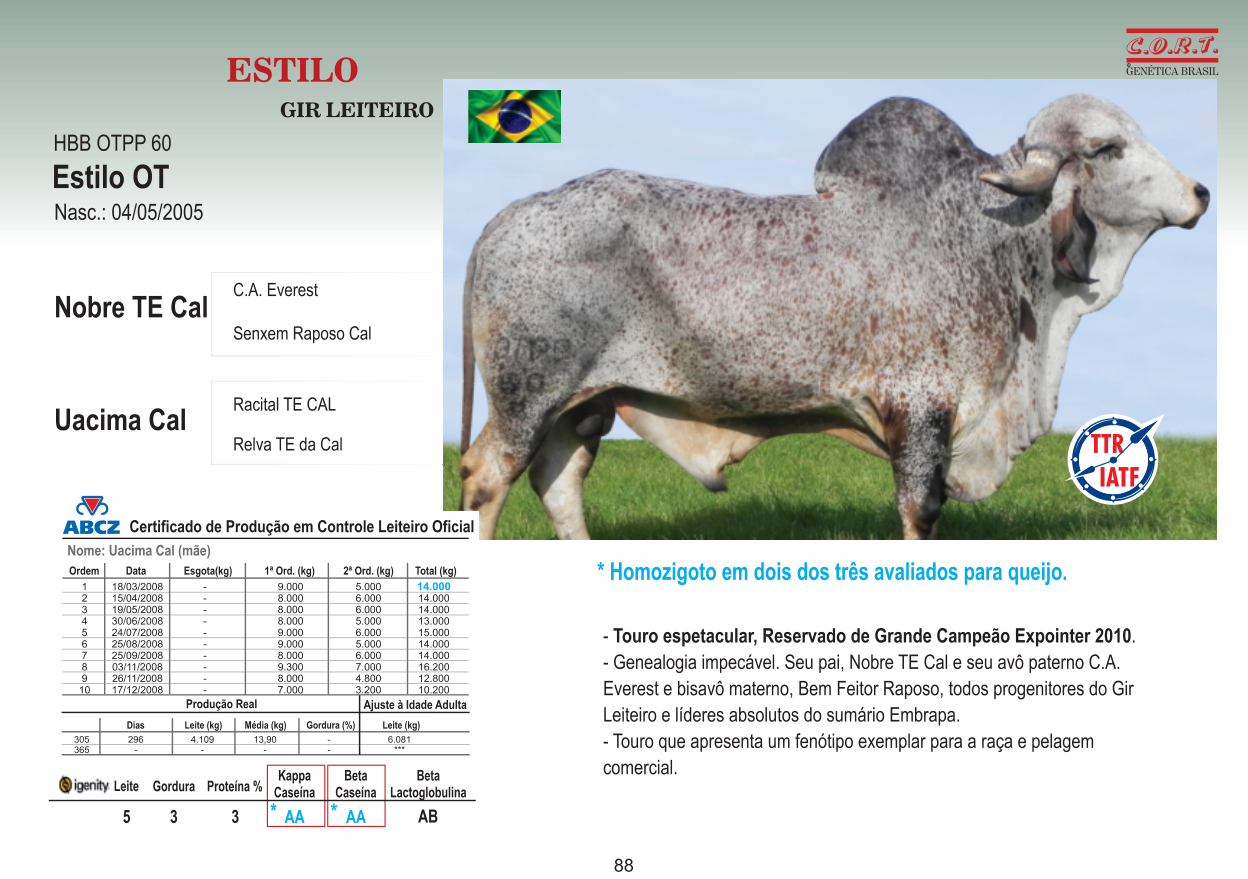 C.O.R.T.
GENÉTICA BRASIL
ESTILO
GIR LEITEIRO
HBB OTPP 60
Estilo OT
Nasc.: 04/05/2005
Nobre TE Cal
C.A. Everest
Senxem Raposo Cal
Uacima Cal
Racital TE CAL
Relva TE da Cal
OTPP
60
TTR
IATF
ABCZ Certificado de Produção em Controle Leiteiro Oficial
Nome: Uacima Cal (mãe)
Ordem Data Esgota(kg) 1ª Ord. (kg) 2ª Ord. (kg) Total (kg)
1 18/03/2008 - 9.000 5.000 14.000
2 15/04/2008 - 8.000 6.000 14.000
3 19/05/2008 - 8.000 6.000 14.000
4 30/06/2008 - 8.000 5.000 13.000
5 24/07/2008 - 9.000 6.000 15.000
6 25/08/2008 - 9.000 5.000 14.000
7 25/09/2008 - 8.000 6.000 14.000
8 03/11/2008 - 9.300 7.000 16.200
9 26/11/2008 - 8.000 4.800 12.800
10 17/12/2008 - 7.000 3.200 10.200
Produção Real Ajuste à Idade Adulta
Dias Leite (kg) Média (kg) Gordura (%) Leite (kg)
305 296 4.109 13,90 - 6.081
365 - - - - ***
igenity Leite Gordura Proteína % Kappa Caseína Beta Caseína Beta Lactoglobulina
5 3 3 * AA * AA AB
* Homozigoto em dois dos três avaliados para queijo.
- Touro espetacular, Reservado de Grande Campeão Expointer 2010.
- Genealogia impecável. Seu pai, Nobre TE Cal e seu avô paterno C.A.
Everest e bisavô materno, Bem Feitor Raposo, todos progenitores do Gir
Leiteiro e líderes absolutos do sumário Embrapa.
- Touro que apresenta um fenótipo exemplar para a raça e pelagem
comercial.
88